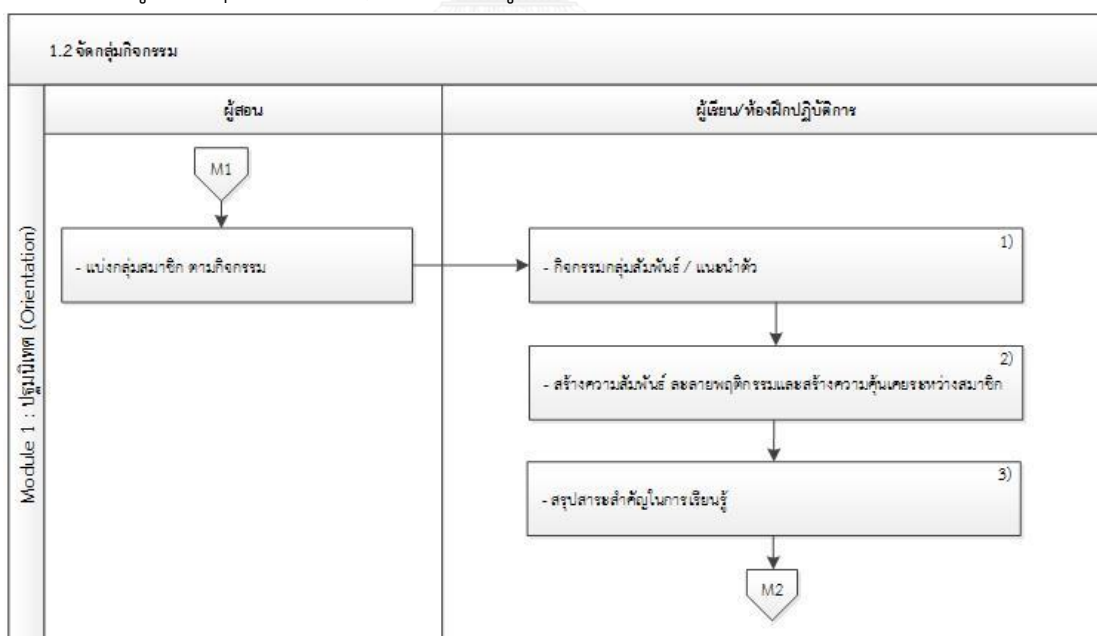 1.2 จัดกลุ่มกิจกรรม
Module 1 : ปฐมนิเทศ (Orientation)
ผู้สอน
ผู้เรียน/ห้องฝึกปฏิบัติการ
M1
- แบ่งกลุ่มสมาชิก ตามกิจกรรม
1)
- กิจกรรมกลุ่มสัมพันธ์ / แนะนำตัว
2)
- สร้างความสัมพันธ์ ละลายพฤติกรรมและสร้างความคุ้นเคยระหว่างสมาชิก
3)
- สรุปสาระสำคัญในการเรียนรู้
M2